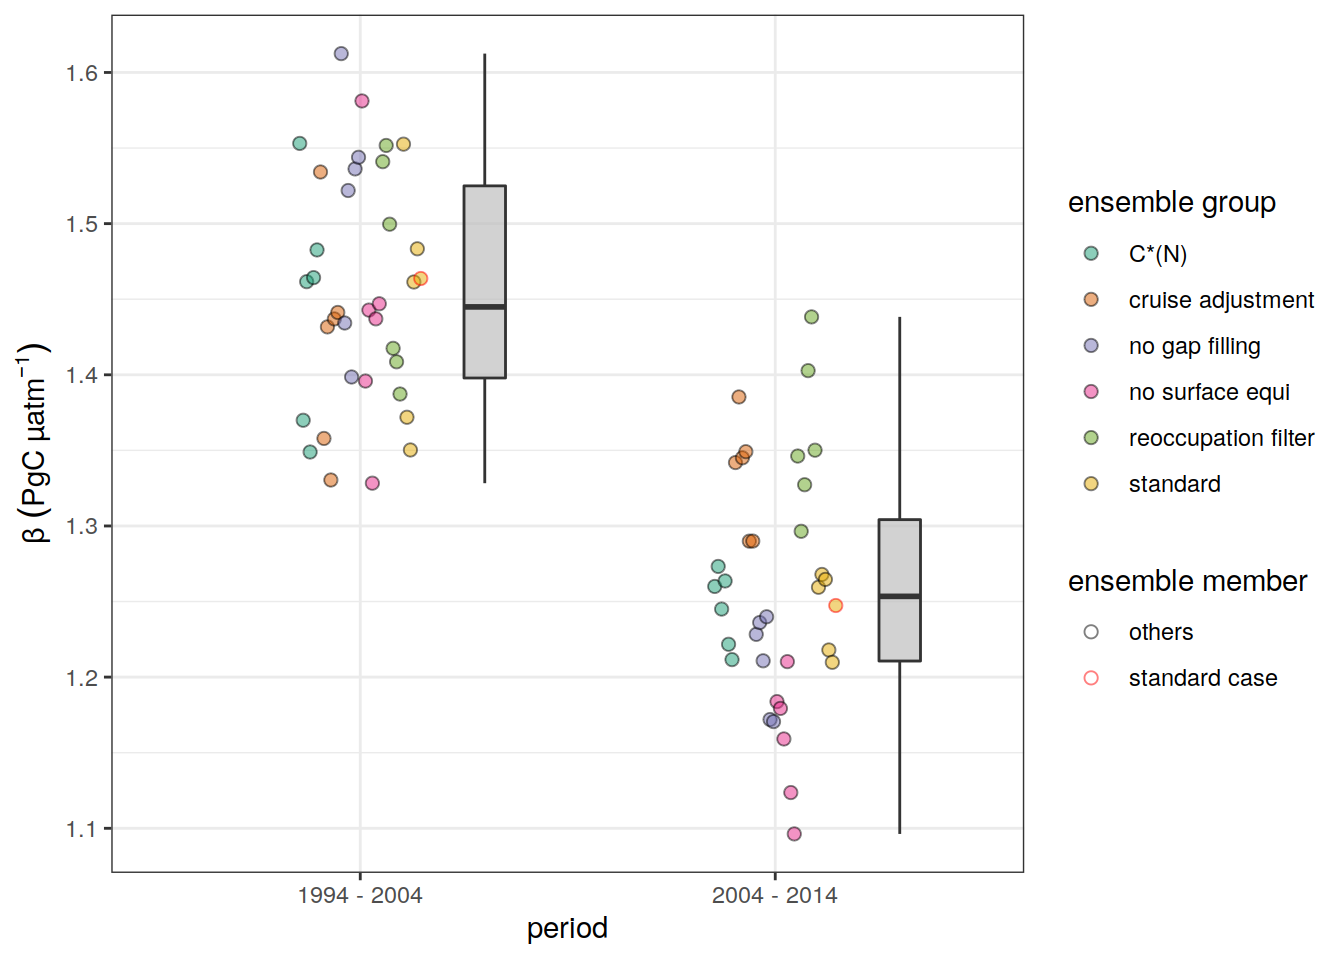 1.6
1.5
1.4
1.3
1.2
1.1
β (PgC µatm⁻¹)
1994 - 2004
2004 - 2014
period
ensemble group
C*(N)
cruise adjustment
no gap filling
no surface equi
reoccupation filter
standard
ensemble member
others
standard case